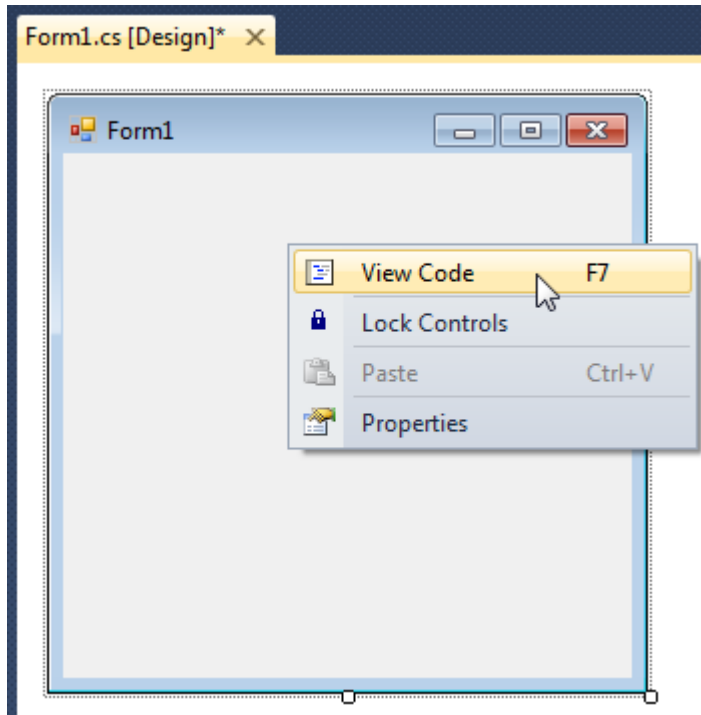 Form1.cs [Design]*
Form1
View Code F7
Lock Controls
Paste Ctrl+V
Properties